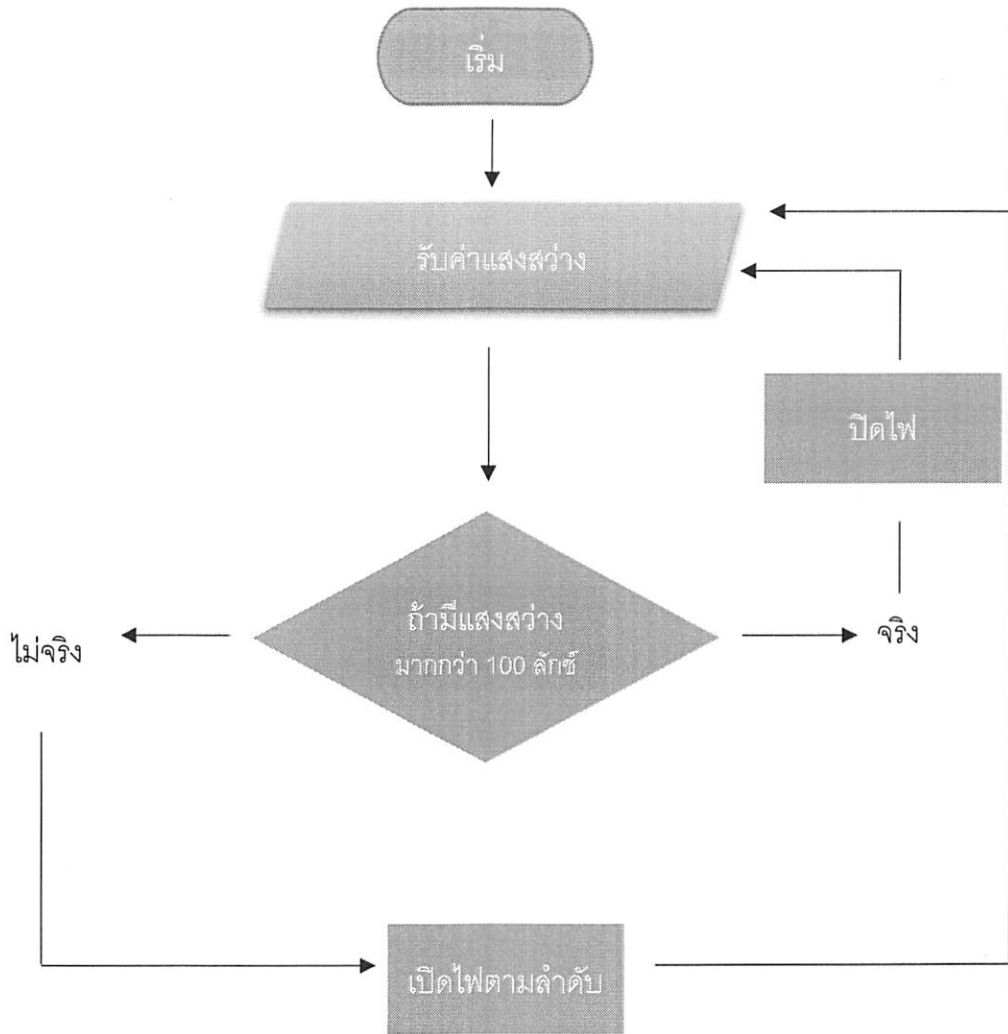 เริ่ม
รับค่าแสงสว่าง
ปิดไฟ
ถ้ามีแสงสว่าง
มากกว่า 100 ลักซ์
ไม่จริง
จริง
เปิดไฟตามลำดับ